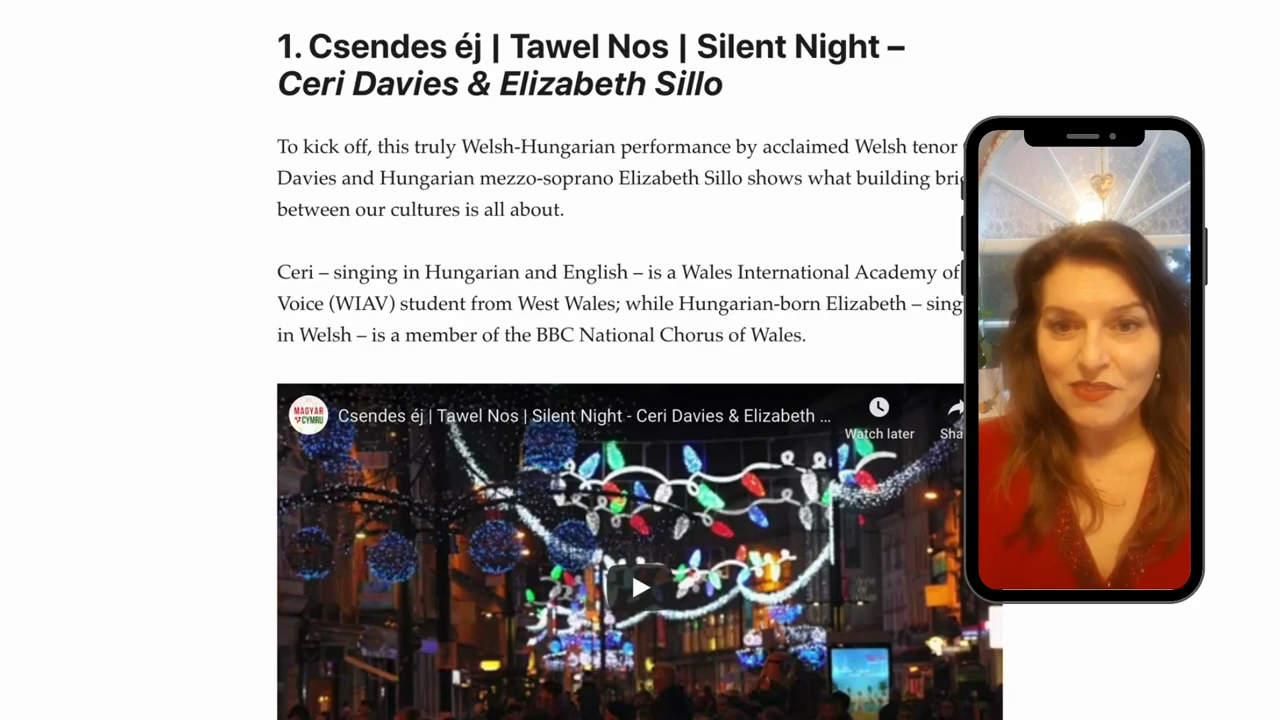 1. Csendes éj | Tawel Nos | Silent Night –
Ceri Davies & Elizabeth Sillo
To kick off, this truly Welsh-Hungarian performance by acclaimed Welsh tenor
Davies and Hungarian mezzo-soprano Elizabeth Sillo shows what building
between our cultures is all about.
Ceri – singing in Hungarian and English – is a Wales International Academy of
Voice (WIAV) student from West Wales; while Hungarian-born Elizabeth – sing
in Welsh – is a member of the BBC National Chorus of Wales.
MAGYAR
CYMRU
Csendes éj | Tawel Nos | Silent Night - Ceri Davies & Elizabeth ...
Watch later
Sha